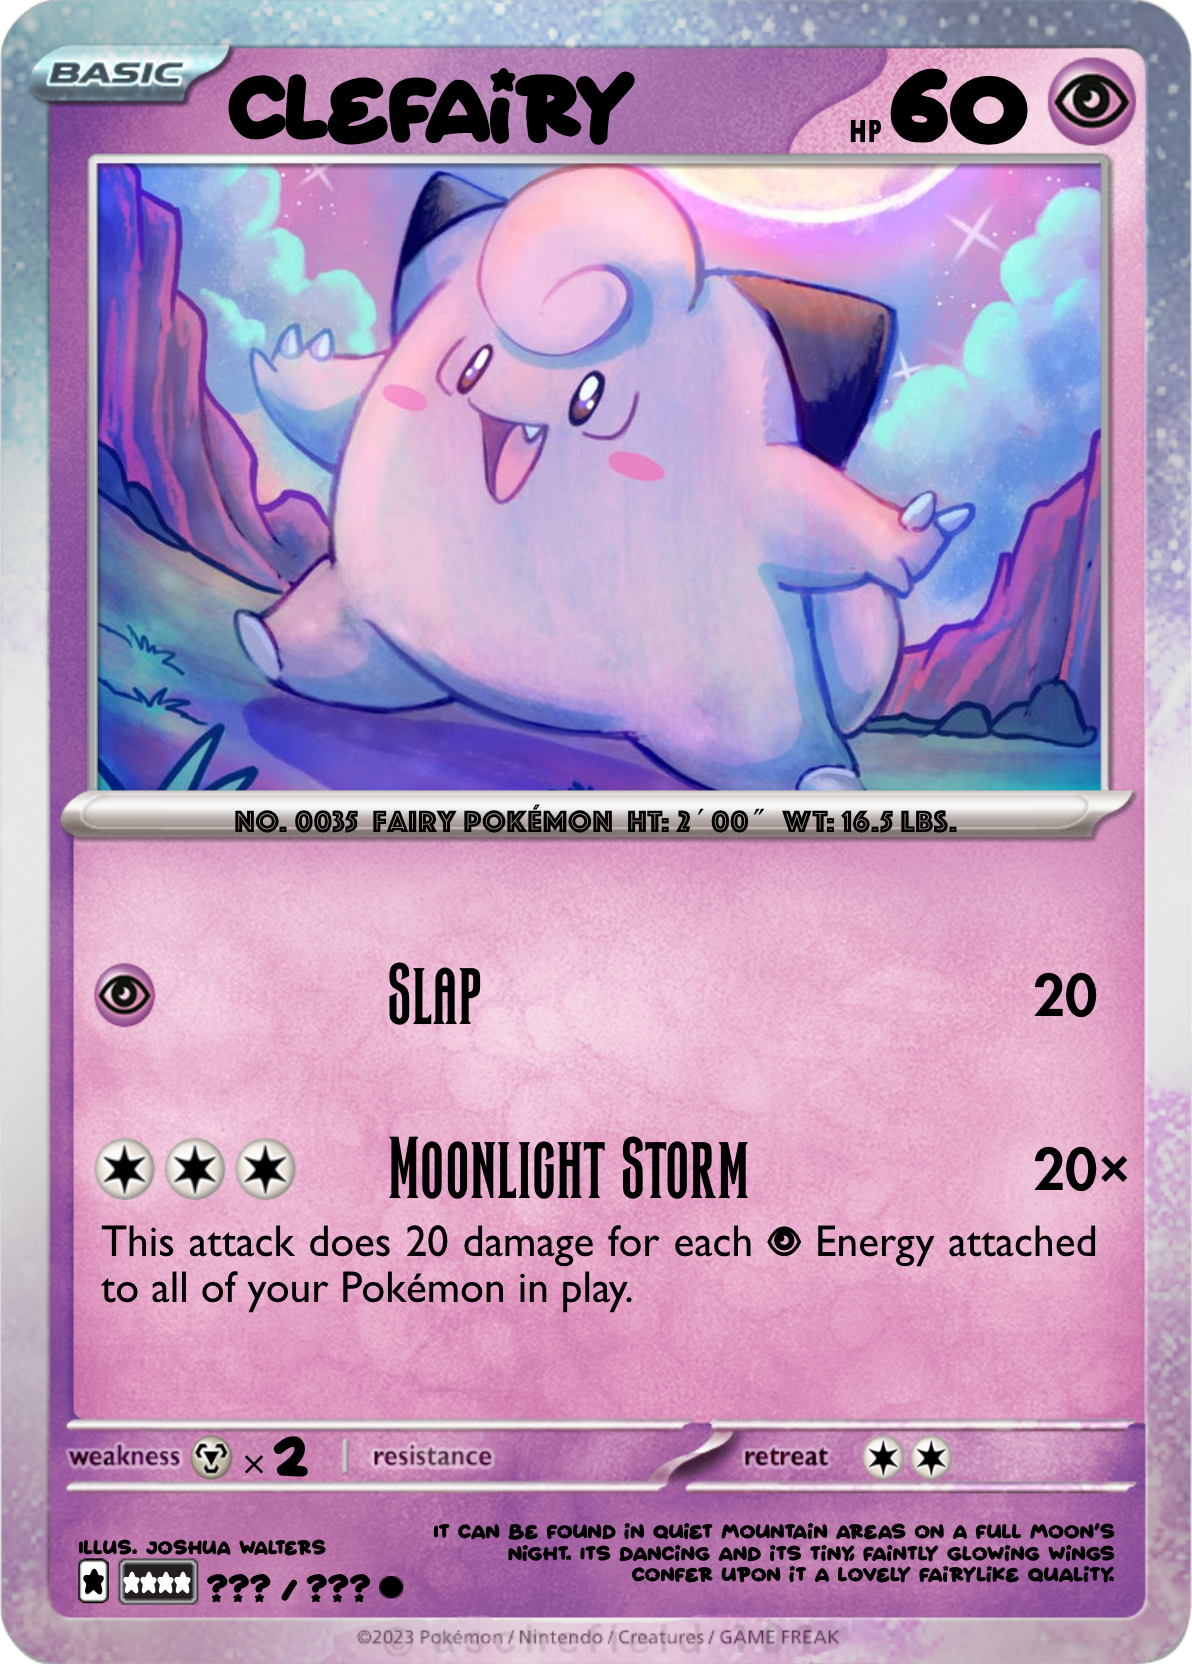 BASIC
CLEFAiRY
HP 60
NO. 0035 FAIRY POKÉMON HT: 2´00˝ WT: 16.5 LBS.
SLAP 20
MOONLIGHT STORM 20×
This attack does 20 damage for each Energy attached
to all of your Pokémon in play.
weakness ×2 resistance retreat
IT CAN BE FOUND iN QUiET MOUNTAiN AREAS ON A FULL MOON'S
NiGHT. iTS DANCiNG AND iTS TiNY, FAiNTLY GLOWiNG WiNGS
CONFER UPON iT A LOVELY FAiRYLiKE QUALiTY.
iLLUS. JOSHUA WALTERS
??? / ???
©2023 Pokémon / Nintendo / Creatures / GAME FREAK